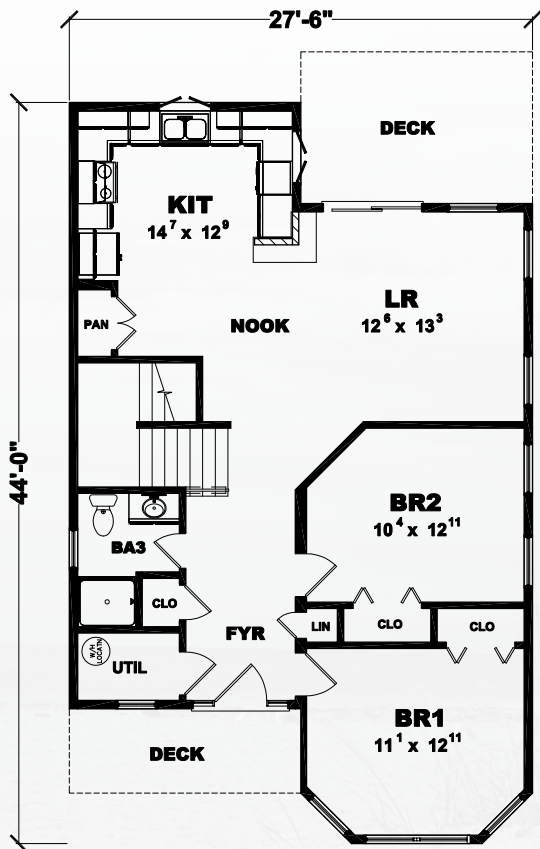 27'-6"
DECK
KIT
14⁷ x 12⁹
LR
12⁶ x 13³
PAN
NOOK
44'-0"
BR2
10⁴ x 12¹¹
BA3
CLO
FYR
LIN
CLO
CLO
W/H
LOCATN
UTIL
BR1
11¹ x 12¹¹
DECK